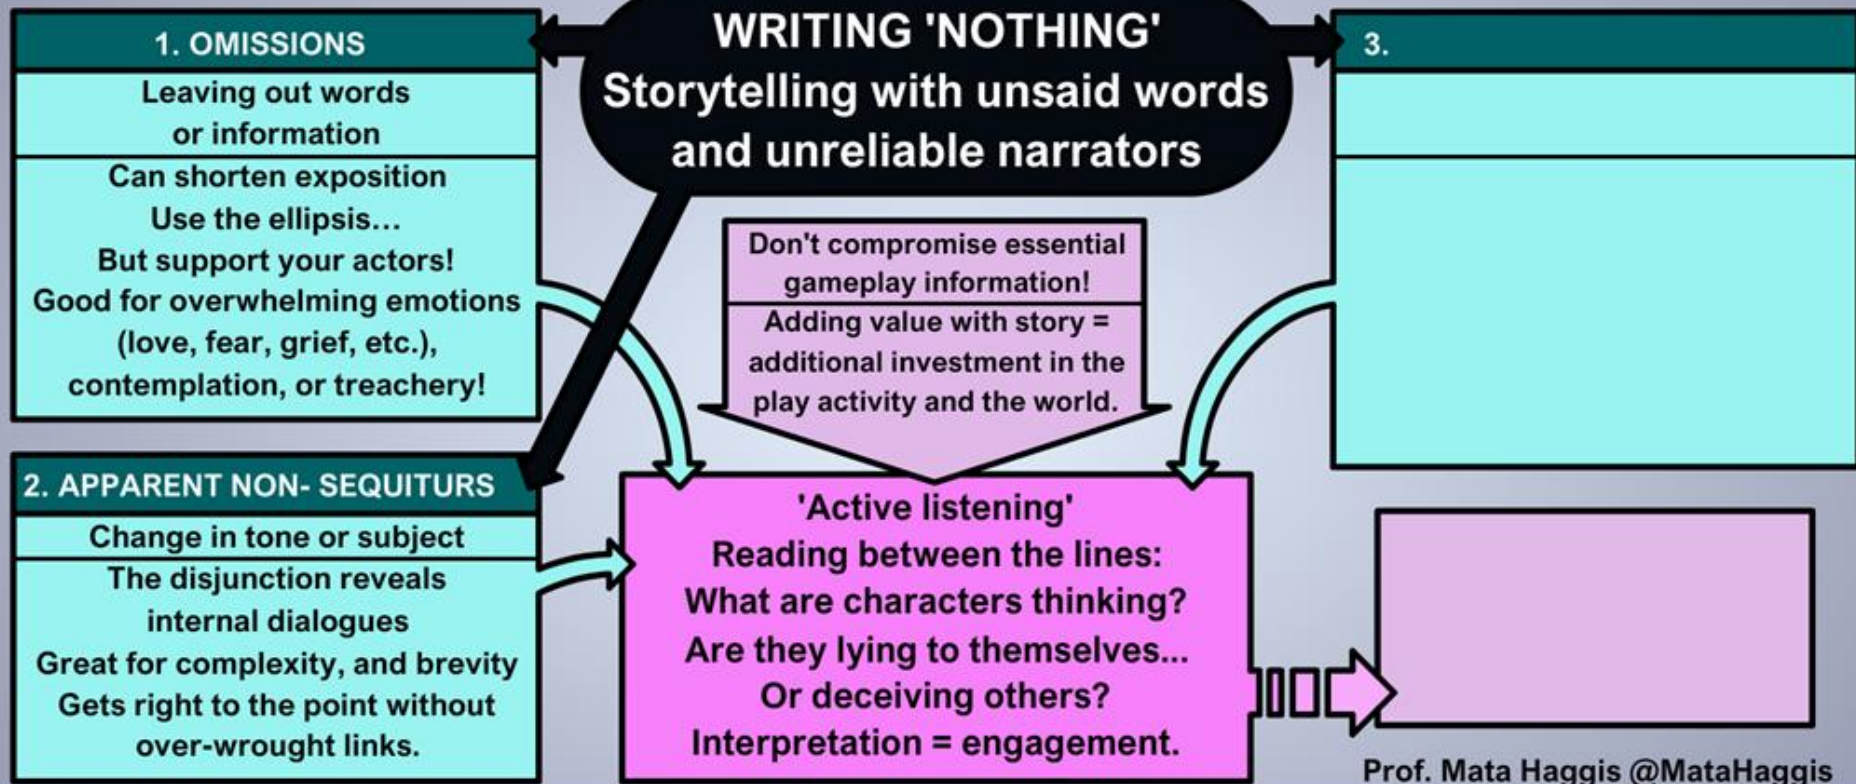 WRITING 'NOTHING'
Storytelling with unsaid words
and unreliable narrators
1. OMISSIONS
Leaving out words
or information
Can shorten exposition
Use the ellipsis...
But support your actors!
Good for overwhelming emotions
(love, fear, grief, etc.),
contemplation, or treachery!
2. APPARENT NON- SEQUITURS
Change in tone or subject
The disjunction reveals
internal dialogues
Great for complexity, and brevity
Gets right to the point without
over-wrought links.
3.
Don't compromise essential
gameplay information!
Adding value with story =
additional investment in the
play activity and the world.
'Active listening'
Reading between the lines:
What are characters thinking?
Are they lying to themselves...
Or deceiving others?
Interpretation = engagement.
Prof. Mata Haggis @MataHaggis